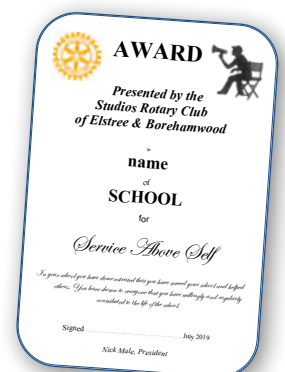 AWARD
Presented by the
Studios Rotary Club
of Elstree & Borehamwood
to
name
of
SCHOOL
for
Service Above Self
In your school you have demonstrated that you have served your school and helped
others. You have shown to everyone that you have willingly and regularly
contributed to the life of the school.
Signed ........................................ July 2019
Nick Male, President